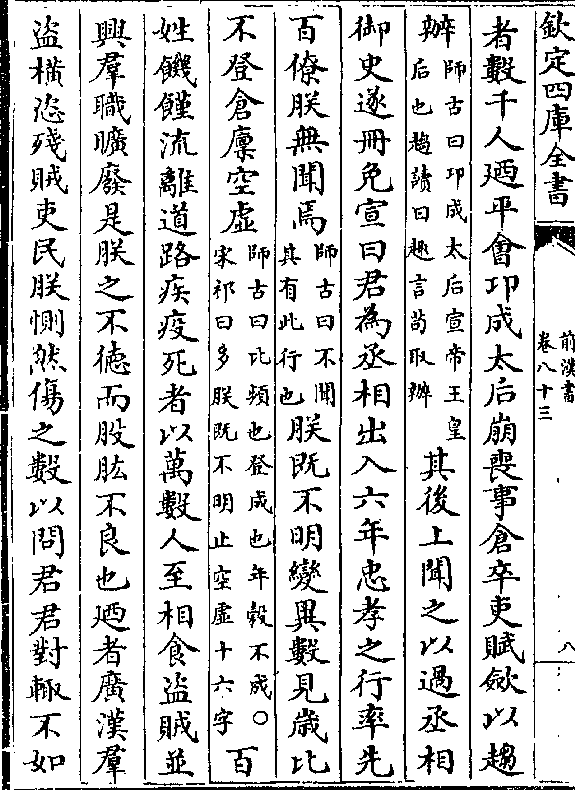 欽定四庫全書
前漢書
卷八十三
八
者數千人廼平會卭成太后崩喪事倉卒吏賦斂以趨
辦師古曰卭成太后宣帝王皇
后也趨讀曰趣言苟取辦
其後上聞之以過丞相
御史遂冊免宣曰君為丞相出入六年忠孝之行率先
百僚朕無聞焉師古曰不聞
其有此行也
朕既不明變異數見歳比
不登倉廩空虚師古曰比頻也登成也年穀不成○
宋祁曰多朕既不明止空虚十六字
百
姓饑饉流離道路疾疫死者以萬數人至相食盜賊並
興羣職曠廢是朕之不徳而股肱不良也廼者廣漢羣
盜橫恣殘賊吏民朕惻然傷之數以問君君對輙不如